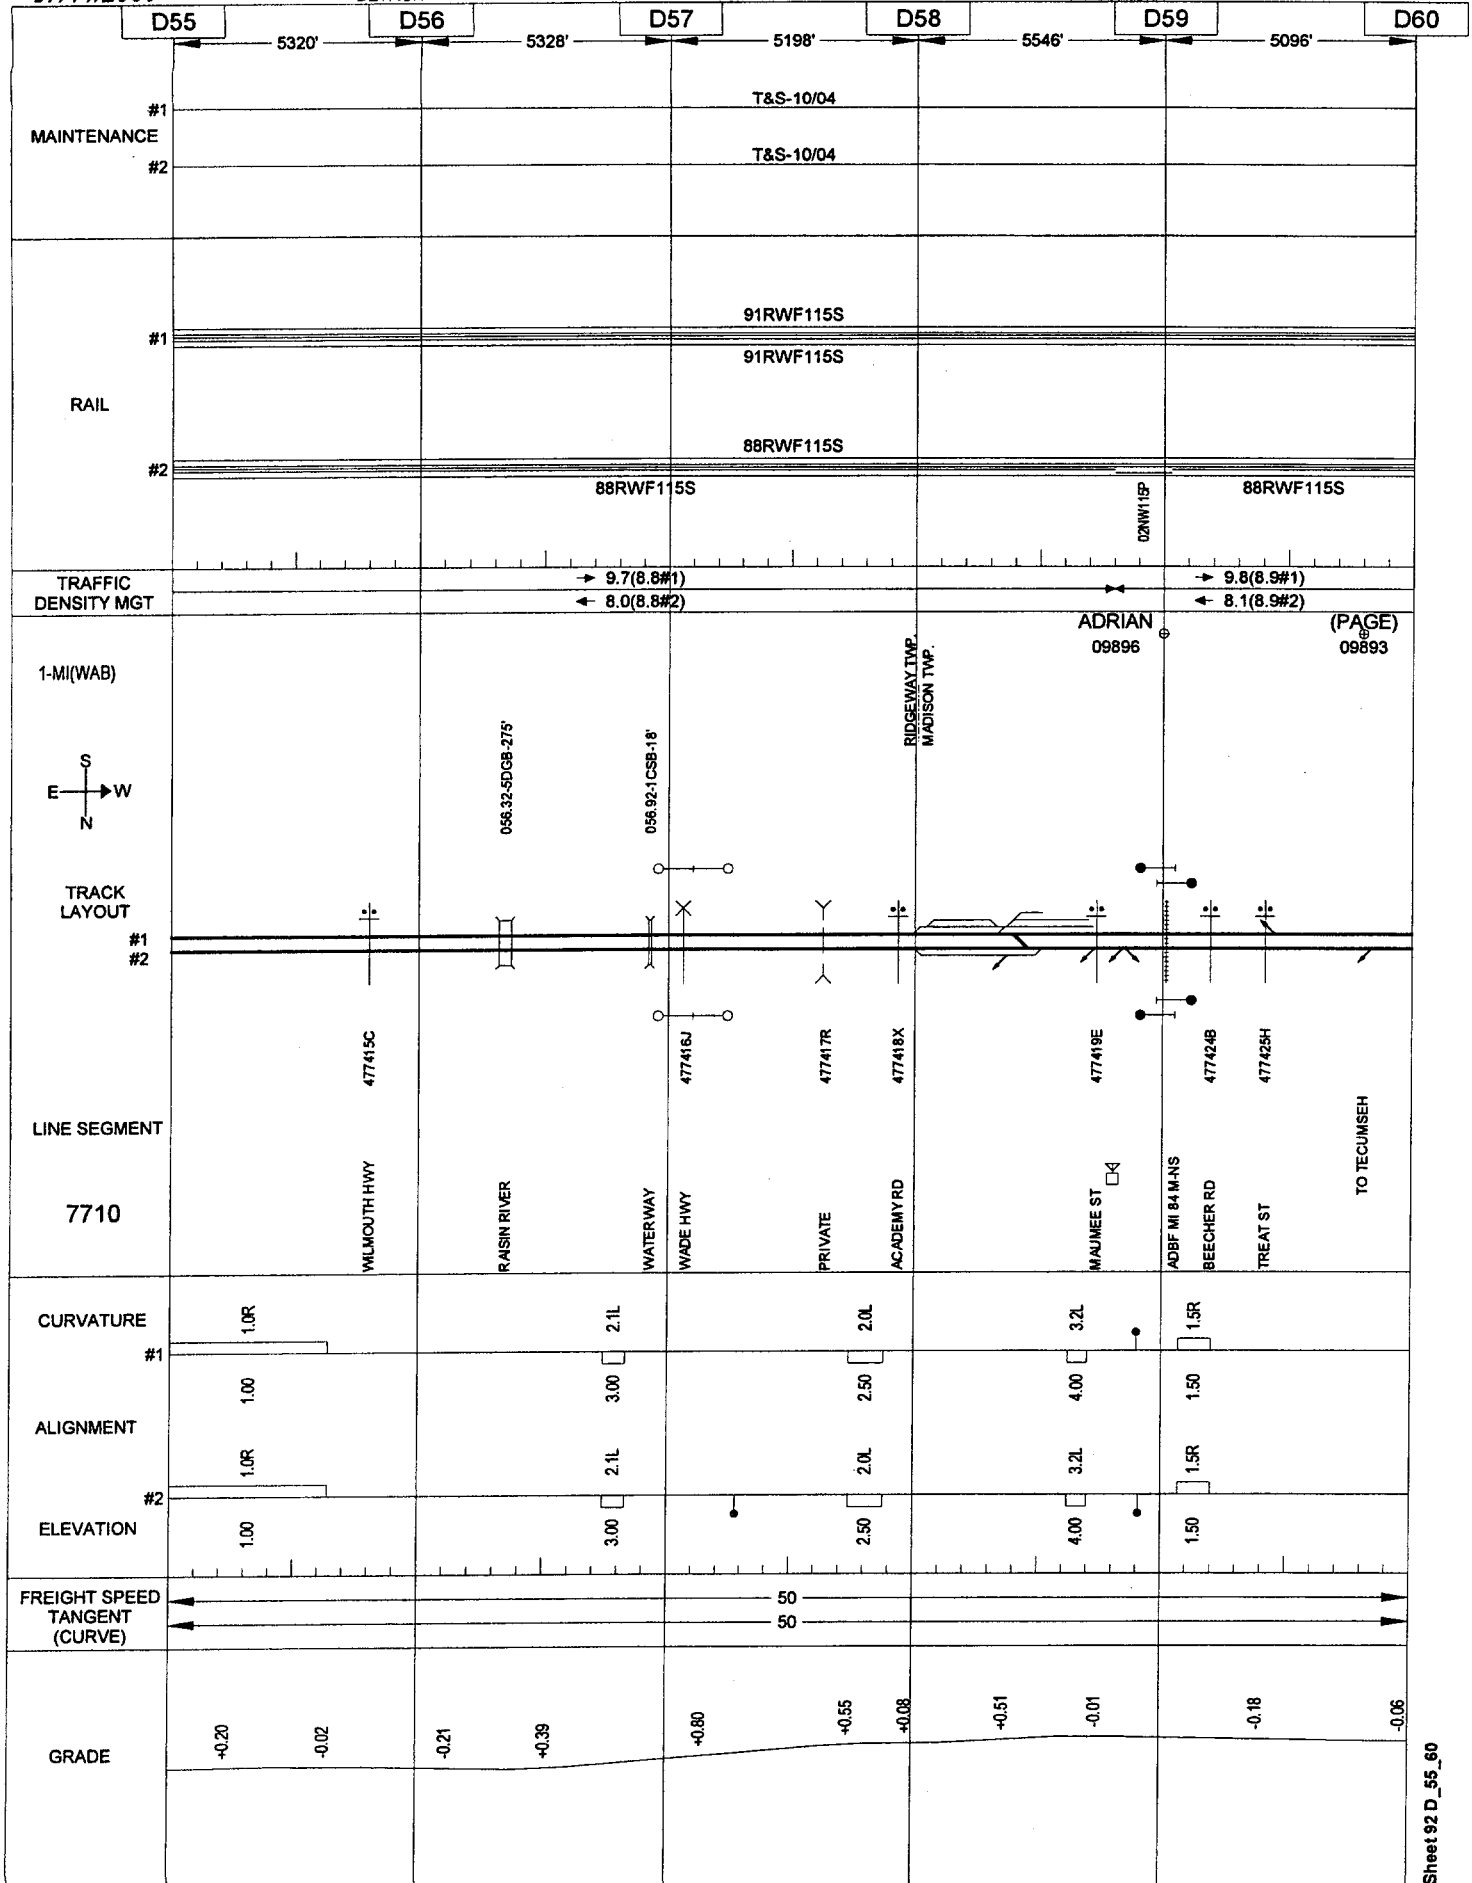 D55 D56 D57 D58 D59 D60
5320' 5328' 5198' 5546' 5096'
#1 T&S-10/04
MAINTENANCE
#2 T&S-10/04
91RWF115S
#1
91RWF115S
RAIL
88RWF115S
#2
88RWF115S 88RWF115S
02NW115P
TRAFFIC
DENSITY MGT
→ 9.7(8.8#1) → 9.8(8.9#1)
← 8.0(8.8#2) ← 8.1(8.9#2)
ADRIAN (PAGE)
09896 09893
1-MI(WAB)
RIDGEWAY TWP.
MADISON TWP.
S
E W
N
056.32-5DGB-275'
056.92-1CSB-18'
TRACK
LAYOUT
#1
#2
477415C
477416J
477417R
477418X
477419E
477424B
477425H
LINE SEGMENT
7710
WILMOUTH HWY
RAISIN RIVER
WATERWAY
WADE HWY
PRIVATE
ACADEMY RD
MAUMEE ST
ADBF MI 84 M-NS
BEECHER RD
TREAT ST
TO TECUMSEH
CURVATURE
1.0R 2.1L 2.0L 3.2L 1.5R
#1
1.00 3.00 2.50 4.00 1.50
ALIGNMENT
1.0R 2.1L 2.0L 3.2L 1.5R
#2
ELEVATION
1.00 3.00 2.50 4.00 1.50
FREIGHT SPEED
TANGENT
(CURVE)
50
50
GRADE
+0.20 -0.02 -0.21 +0.39 +0.80 +0.55 +0.08 +0.51 -0.01 -0.18 -0.06
Sheet 92 D_55_60